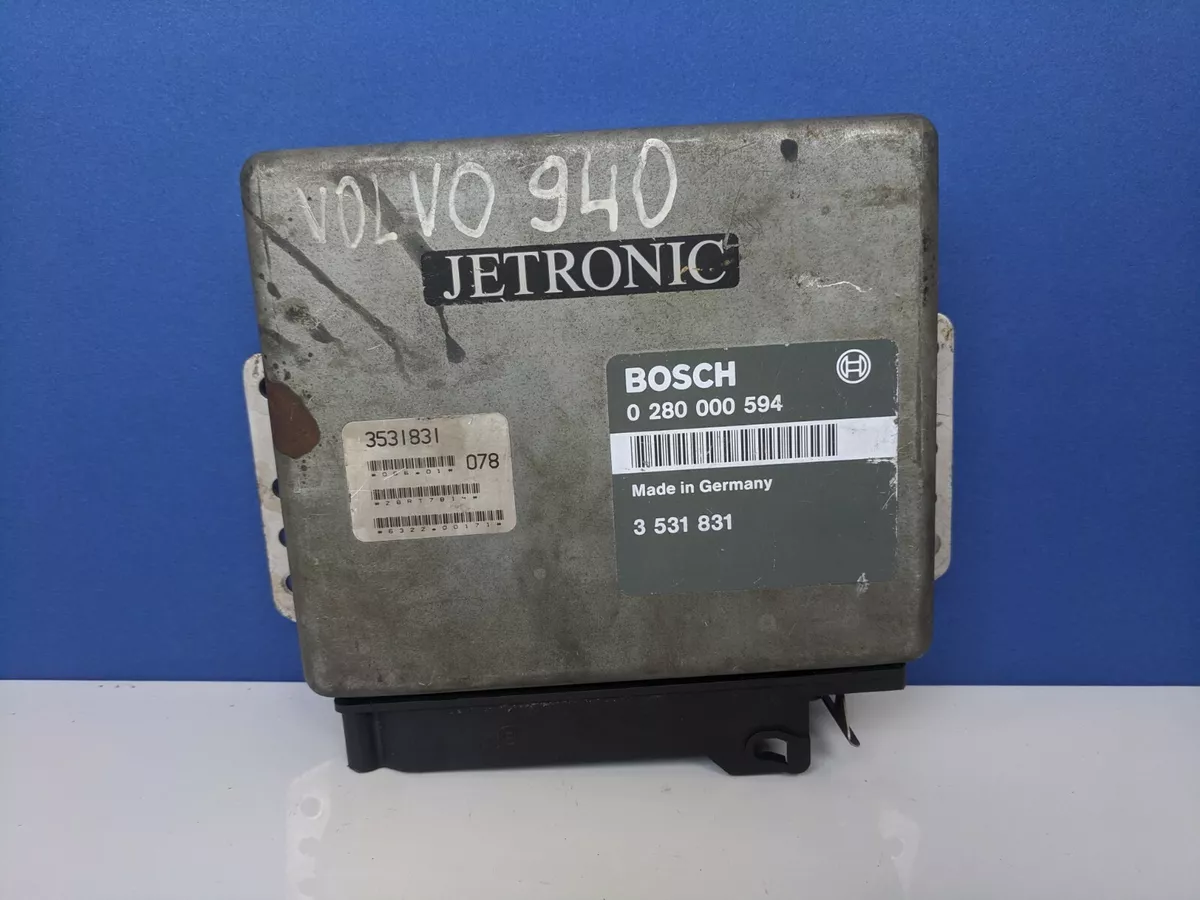 VOLVO 940
JETRONIC
BOSCH
0 280 000 594
Made in Germany
3 531 831
3531831
078